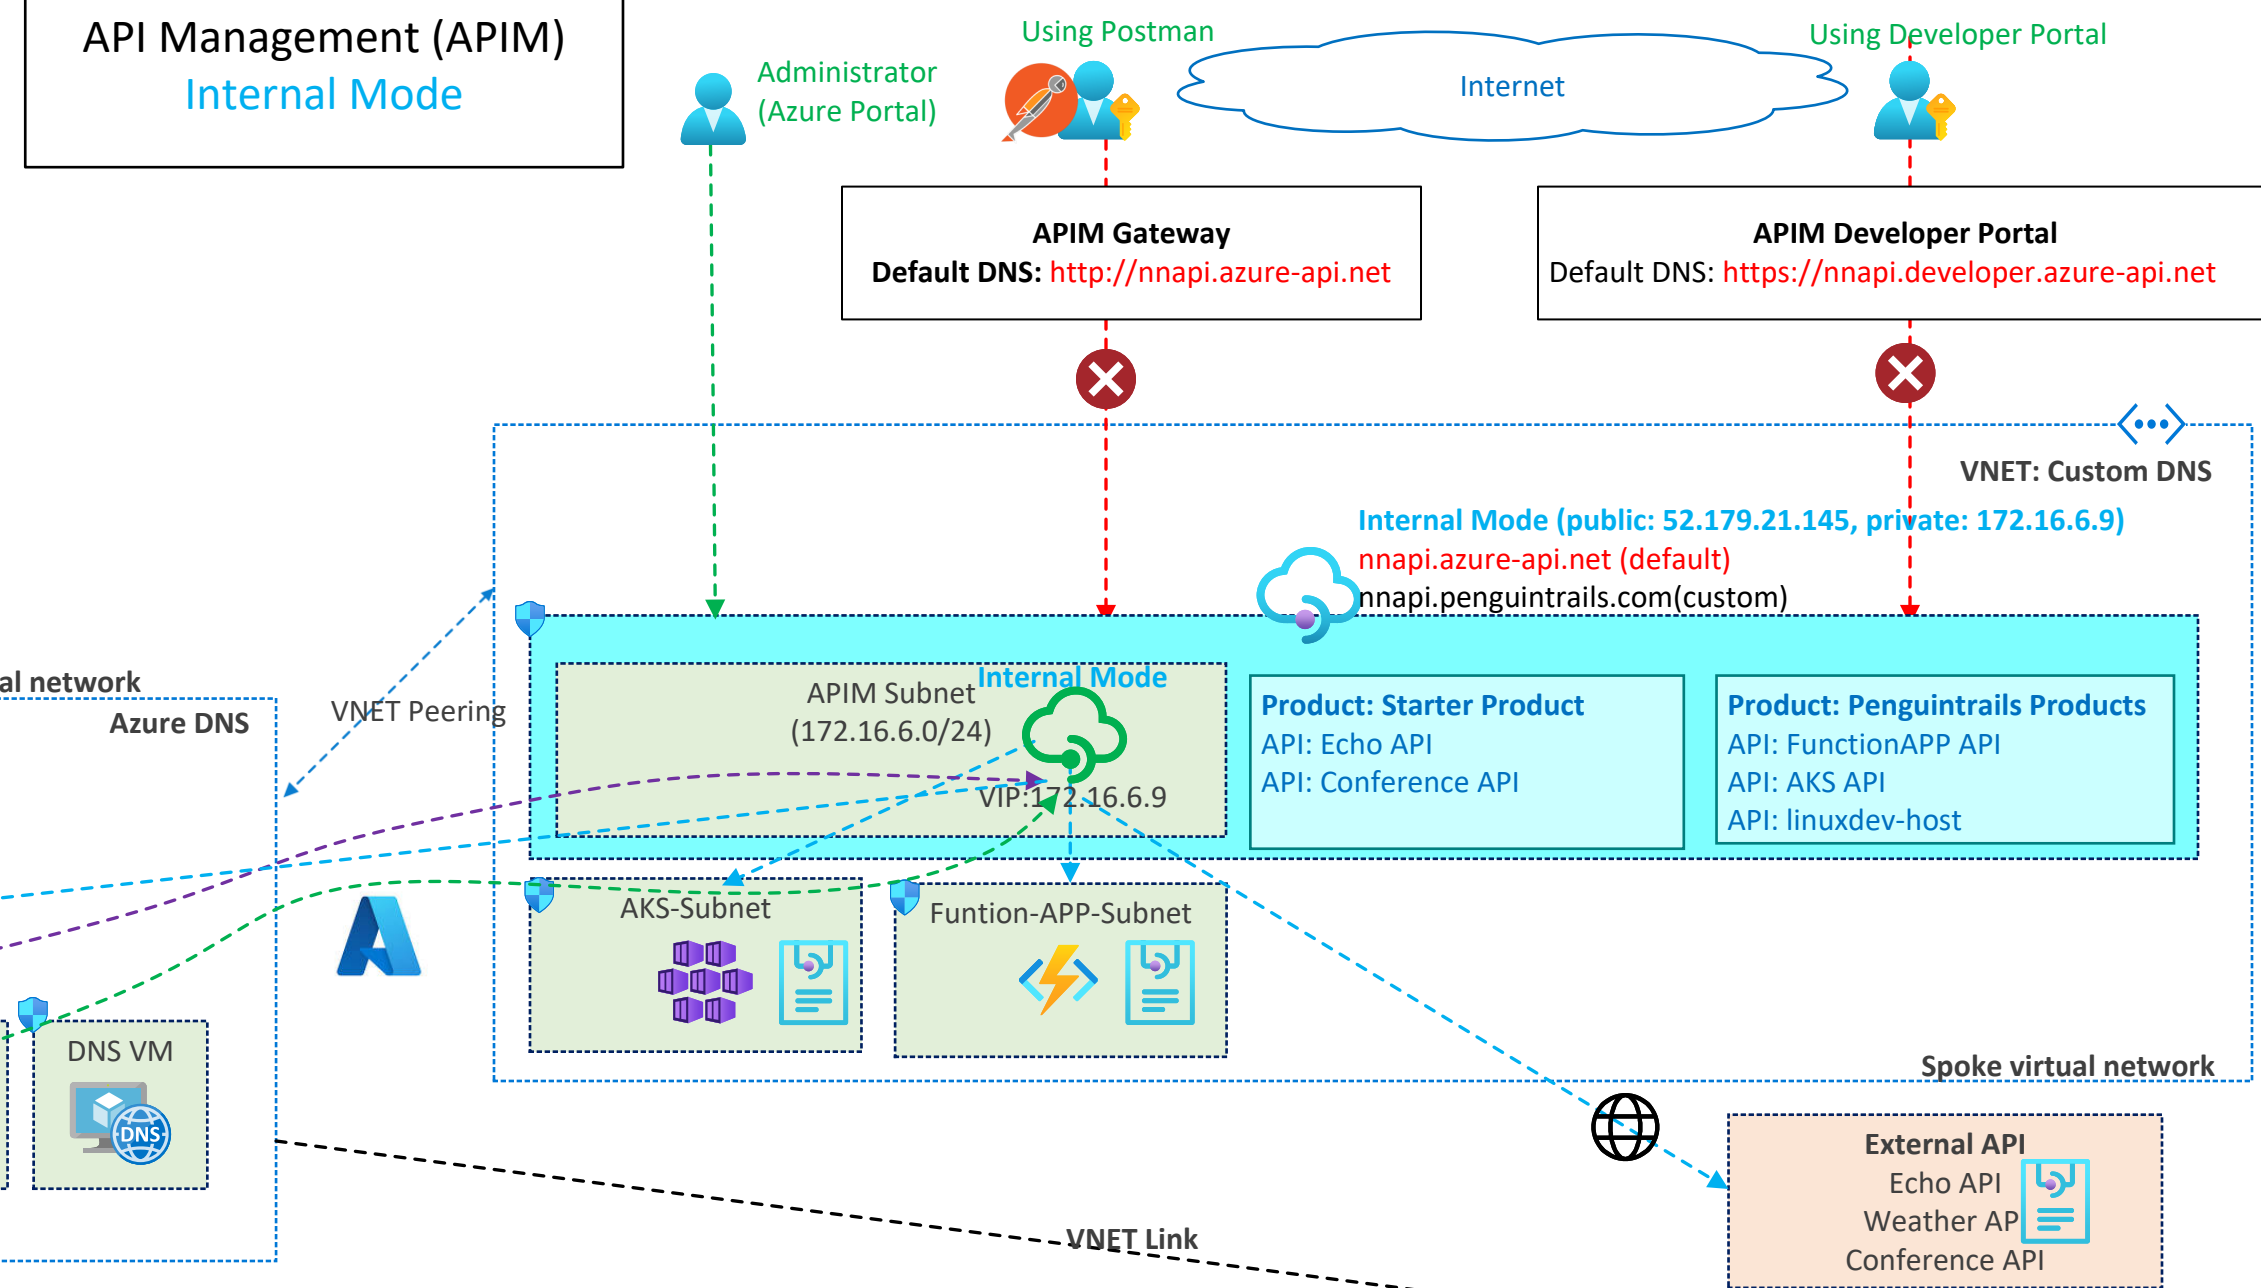 API Management (APIM)
Internal Mode
Administrator
(Azure Portal)
Using Postman
Internet
Using Developer Portal
APIM Gateway
Default DNS: http://nnapi.azure-api.net
APIM Developer Portal
Default DNS: https://nnapi.developer.azure-api.net
VNET: Custom DNS
Internal Mode (public: 52.179.21.145, private: 172.16.6.9)
nnapi.azure-api.net (default)
nnapi.penguintrails.com(custom)
al network
Azure DNS
VNET Peering
APIM Subnet
(172.16.6.0/24)
Internal Mode
VIP:172.16.6.9
Product: Starter Product
API: Echo API
API: Conference API
Product: Penguintrails Products
API: FunctionAPP API
API: AKS API
API: linuxdev-host
AKS-Subnet
Funtion-APP-Subnet
DNS VM
DNS
Spoke virtual network
External API
Echo API
Weather AP
Conference API
VNET Link